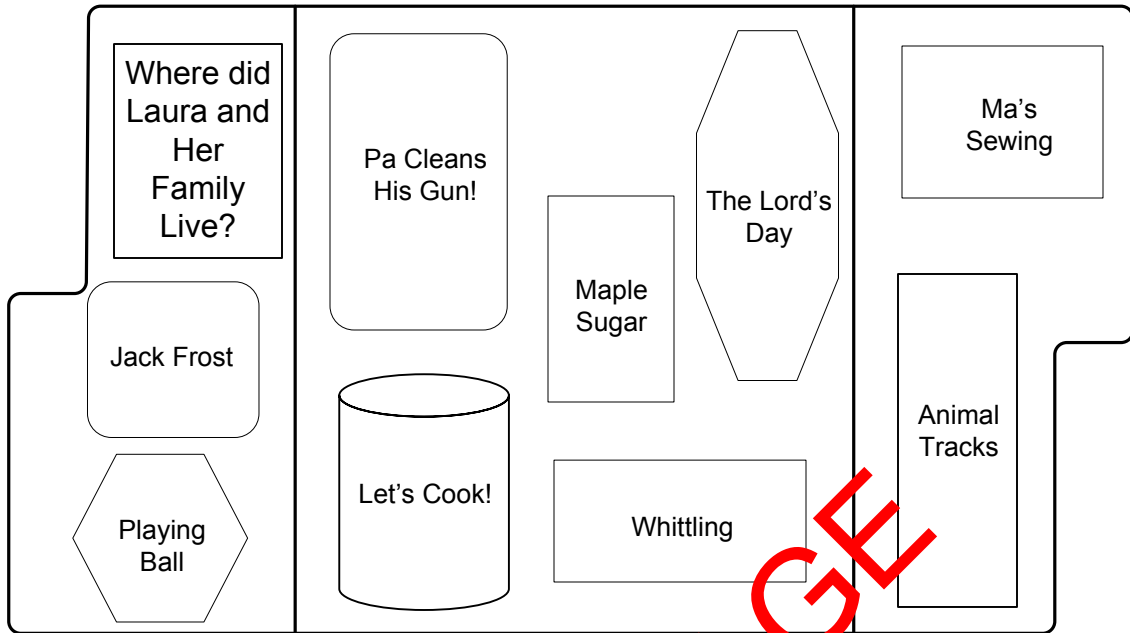 Where did
Laura and
Her
Family
Live?
Jack Frost
Playing
Ball
Pa Cleans
His Gun!
Let's Cook!
Maple
Sugar
The Lord's
Day
Whittling
Ma's
Sewing
Animal
Tracks
GE